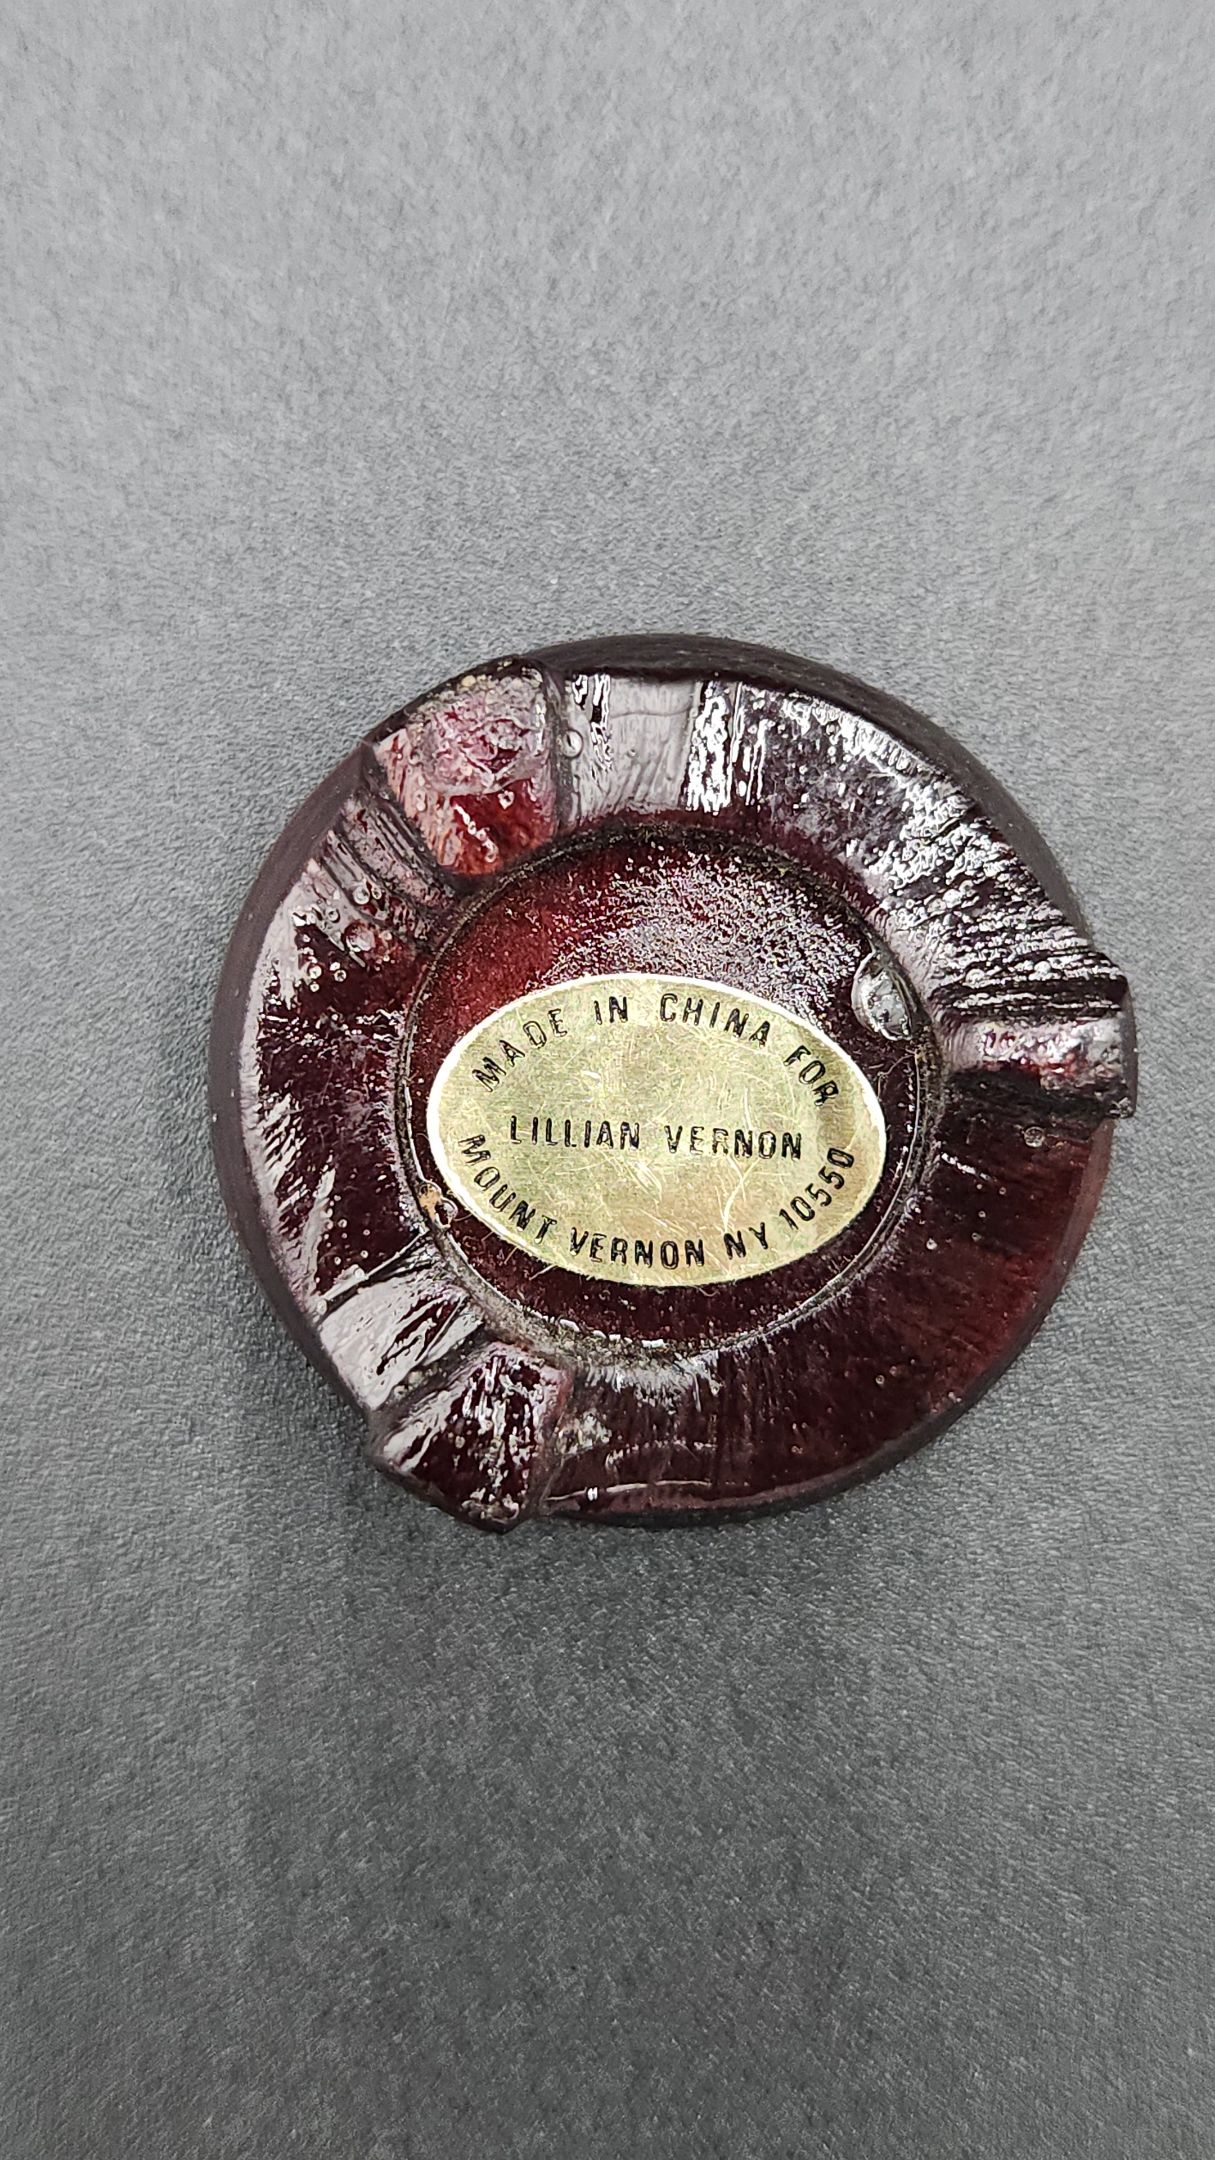 MADE IN CHINA FOR
LILLIAN VERNON
MOUNT VERNON NY 10550